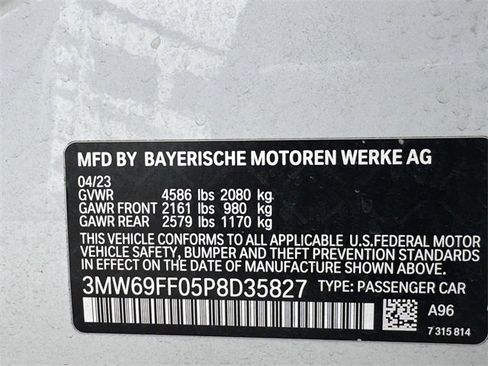 MFD BY BAYERISCHE MOTOREN WERKE AG
04/23
GVWR 4586 lbs 2080 kg
GAWR FRONT 2161 lbs 980 kg
GAWR REAR 2579 lbs 1170 kg
THIS VEHICLE CONFORMS TO ALL APPLICABLE U.S.FEDERAL MOTOR
VEHICLE SAFETY, BUMPER, AND THEFT PREVENTION STANDARDS IN
EFFECT ON THE DATE OF MANUFACTURE SHOWN ABOVE.
3MW69FF05P8D35827 TYPE: PASSENGER CAR
A96
7 315 814